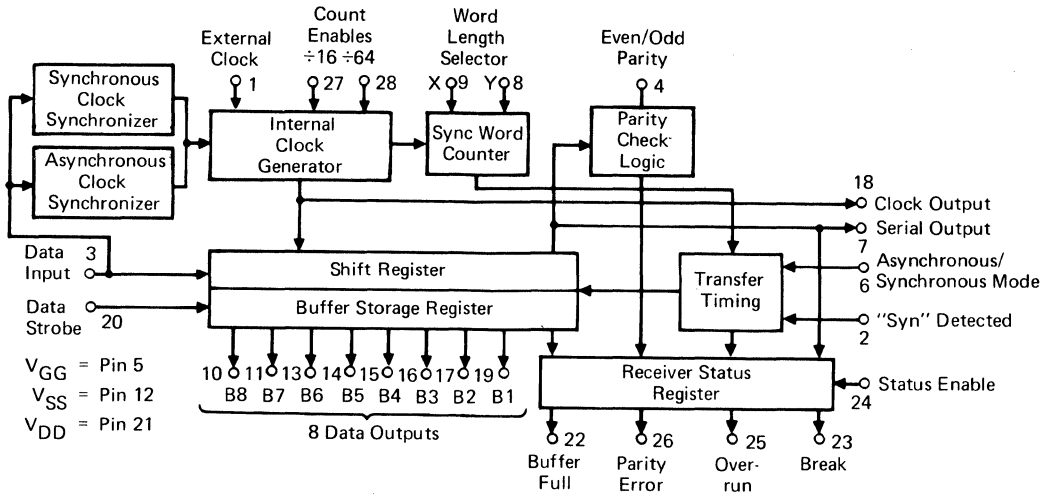 Count
Enables
÷16 ÷64
Word
Length
Selector
External
Clock
Even/Odd
Parity
1
27
28
X 9
Y 8
4
Synchronous
Clock
Synchronizer
Asynchronous
Clock
Synchronizer
Internal
Clock
Generator
Sync Word
Counter
Parity
Check
Logic
18
Clock Output
Serial Output
7
Data
Input
3
Shift Register
Buffer Storage Register
Transfer
Timing
Asynchronous/
Synchronous Mode
6
Data
Strobe
20
"Syn" Detected
2
VGG = Pin 5
VSS = Pin 12
VDD = Pin 21
10 11 13 14 15 16 17 19
B8 B7 B6 B5 B4 B3 B2 B1
8 Data Outputs
Receiver Status
Register
Status Enable
24
22
26
25
23
Buffer
Full
Parity
Error
Over-
run
Break